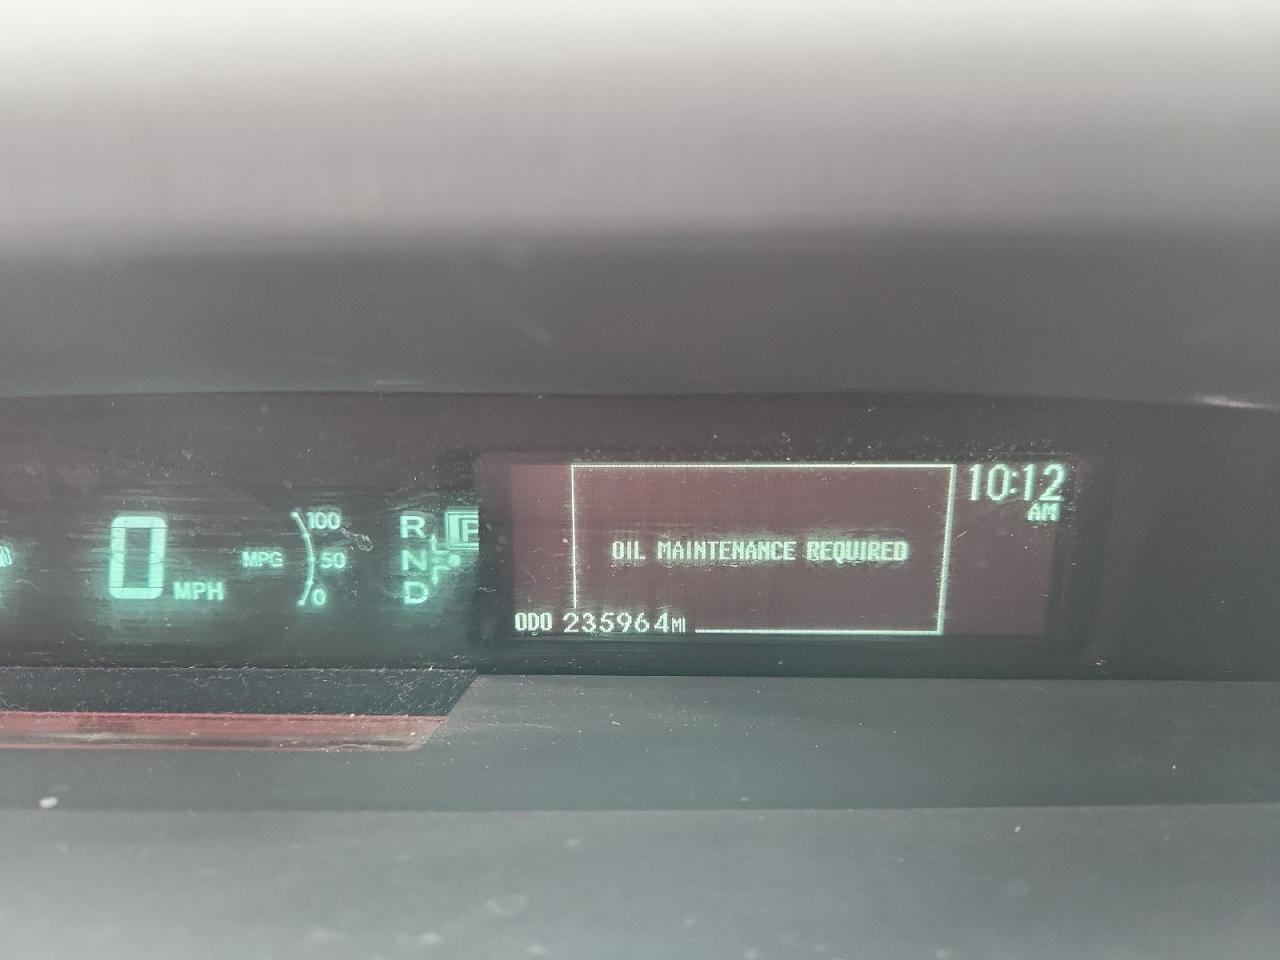 0 MPH
MPG
100
50
0
R
N
D
P
OIL MAINTENANCE REQUIRED
10:12
AM
ODO 235964MI